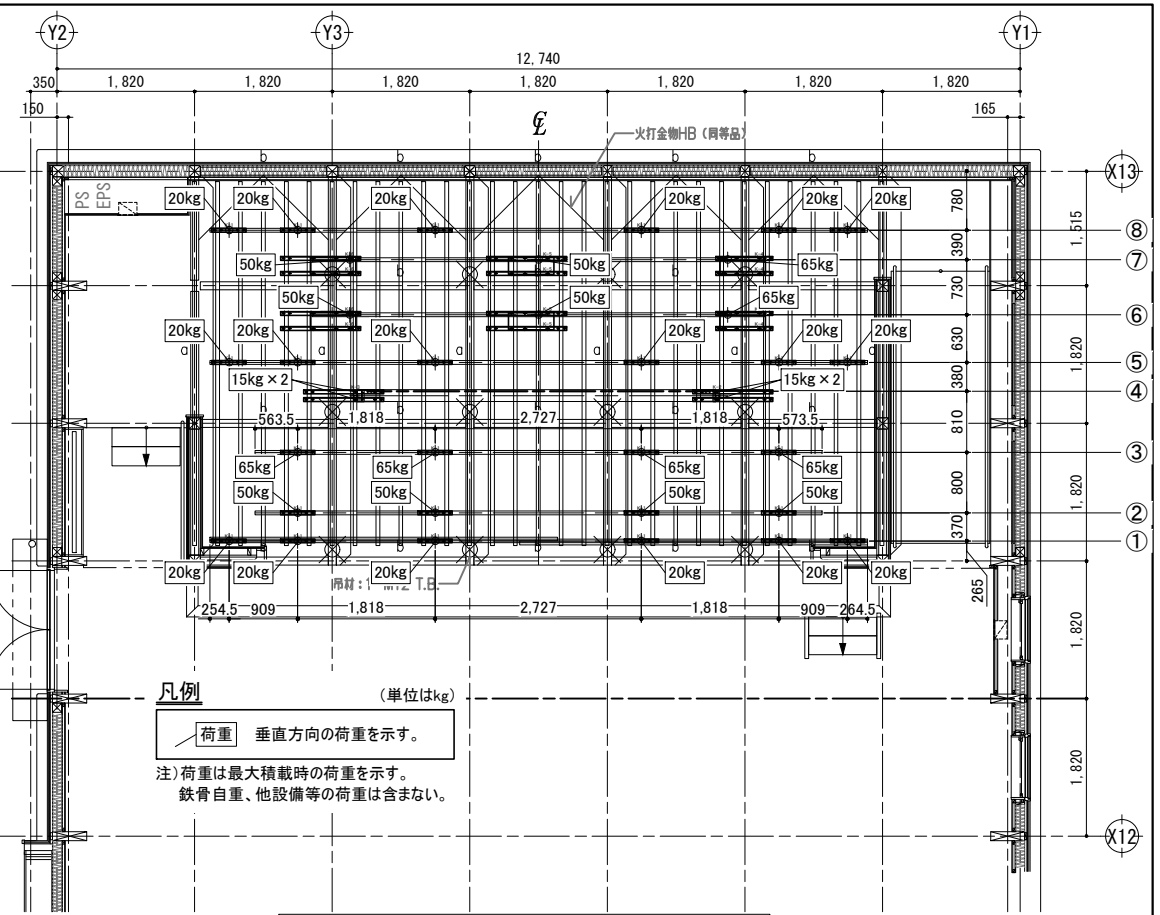 Y2
Y3
Y1
12,740
350
1,820
1,820
1,820
1,820
1,820
1,820
1,820
150
165
℄
火打金物HB（同等品）
b
b
b
b
b
X13
PS
EPS
20kg
20kg
20kg
20kg
20kg
20kg
780
1,515
⑧
390
50kg
50kg
65kg
⑦
b
b
b
730
50kg
50kg
65kg
⑥
20kg
20kg
20kg
20kg
20kg
20kg
630
1,820
a
a
a
a
⑤
15kg×2
15kg×2
380
④
563.5
1,818
2,727
1,818
573.5
810
65kg
65kg
65kg
65kg
③
50kg
50kg
50kg
50kg
800
1,820
②
370
①
b
b
b
20kg
20kg
20kg
20kg
20kg
20kg
265
254.5
909
1,818
2,727
1,818
909
264.5
1,820
凡例
(単位はkg)
荷重
垂直方向の荷重を示す。
注)荷重は最大積載時の荷重を示す。
鉄骨自重、他設備等の荷重は含まない。
1,820
X12